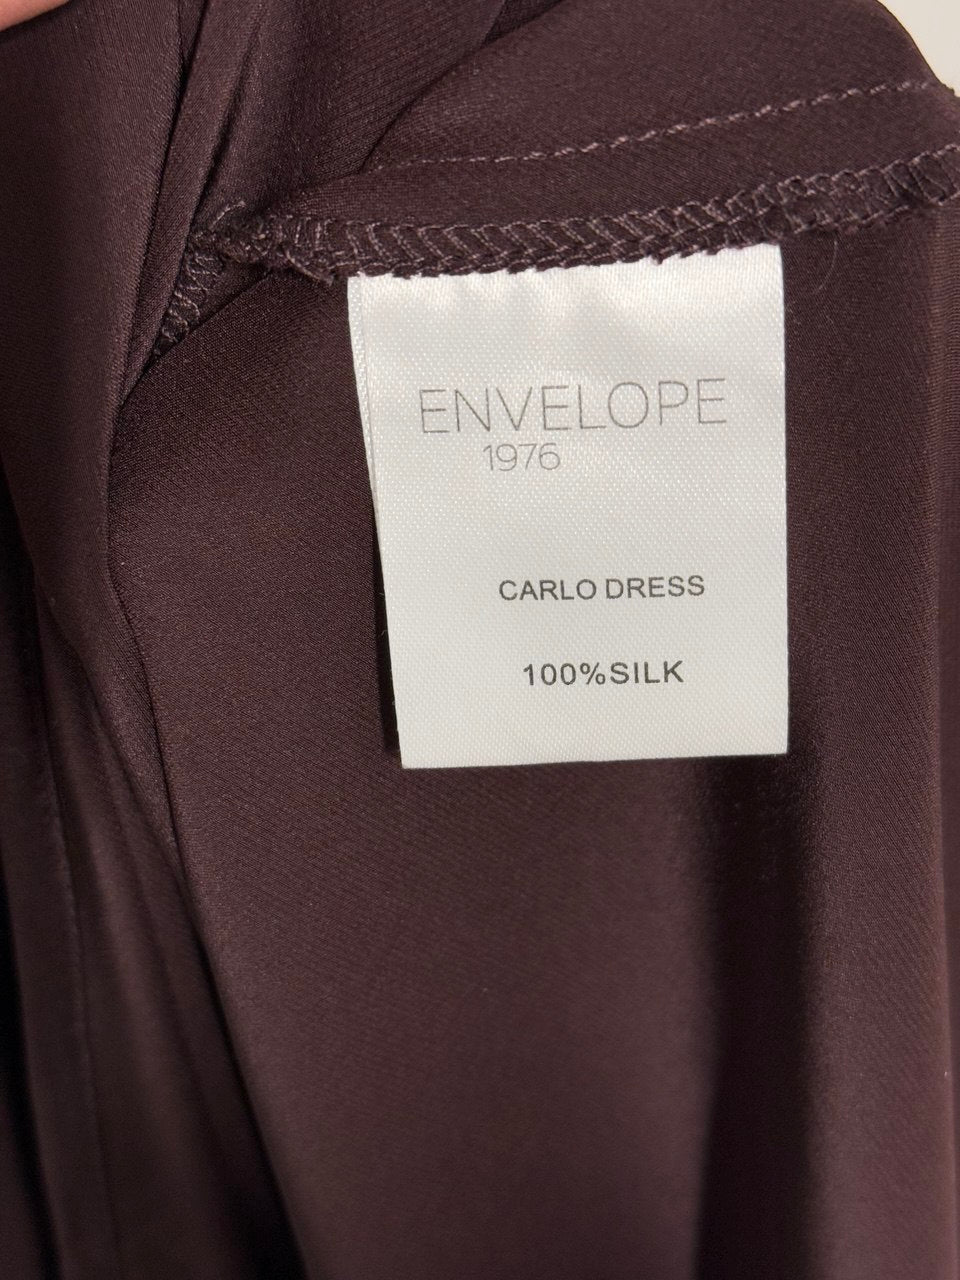 ENVELOPE
1976
CARLO DRESS
100%SILK